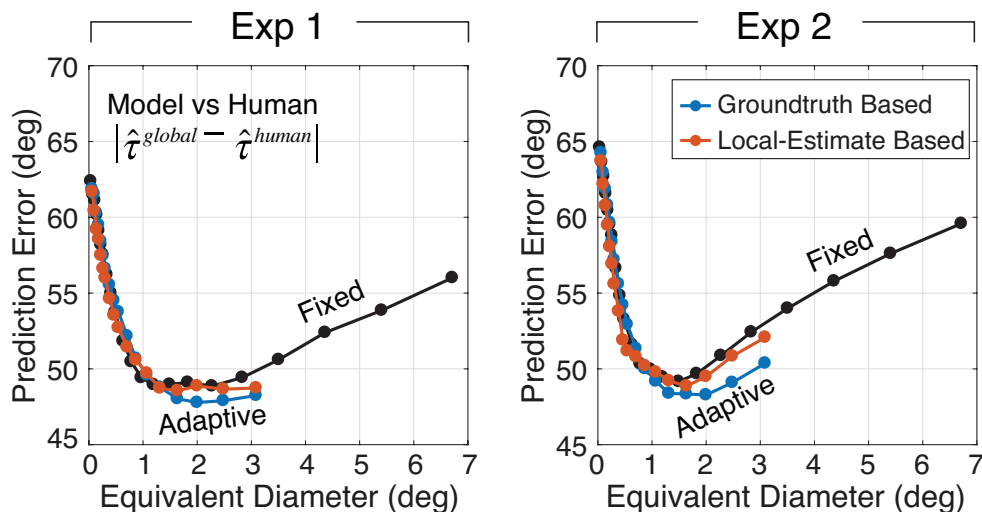 Exp 1
Prediction Error (deg)
70
65
60
55
50
45
Model vs Human
|τ̂^global − τ̂^human|
Fixed
Adaptive
0 1 2 3 4 5 6 7
Equivalent Diameter (deg)
Exp 2
Prediction Error (deg)
70
65
60
55
50
45
Groundtruth Based
Local-Estimate Based
Fixed
Adaptive
0 1 2 3 4 5 6 7
Equivalent Diameter (deg)